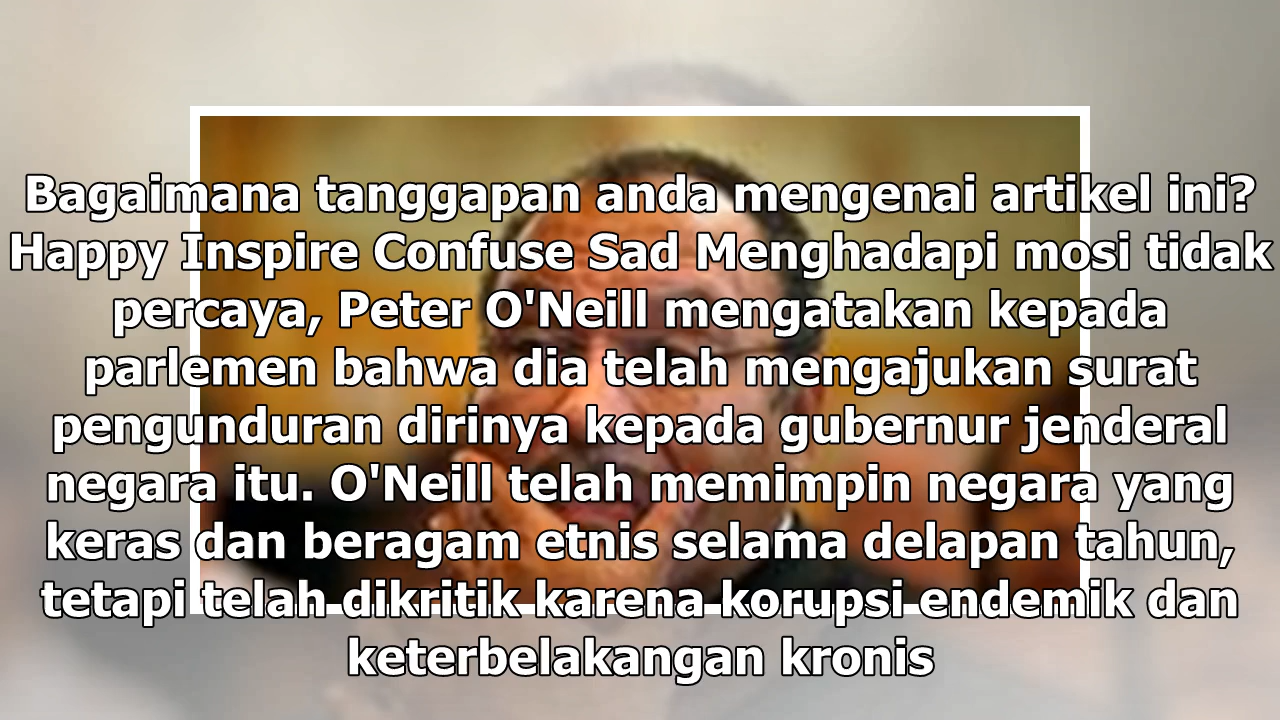 Bagaimana tanggapan anda mengenai artikel ini?
Happy Inspire Confuse Sad Menghadapi mosi tidak
percaya, Peter O'Neill mengatakan kepada
parlemen bahwa dia telah mengajukan surat
pengunduran dirinya kepada gubernur jenderal
negara itu. O'Neill telah memimpin negara yang
keras dan beragam etnis selama delapan tahun,
tetapi telah dikritik karena korupsi endemik dan
keterbelakangan kronis